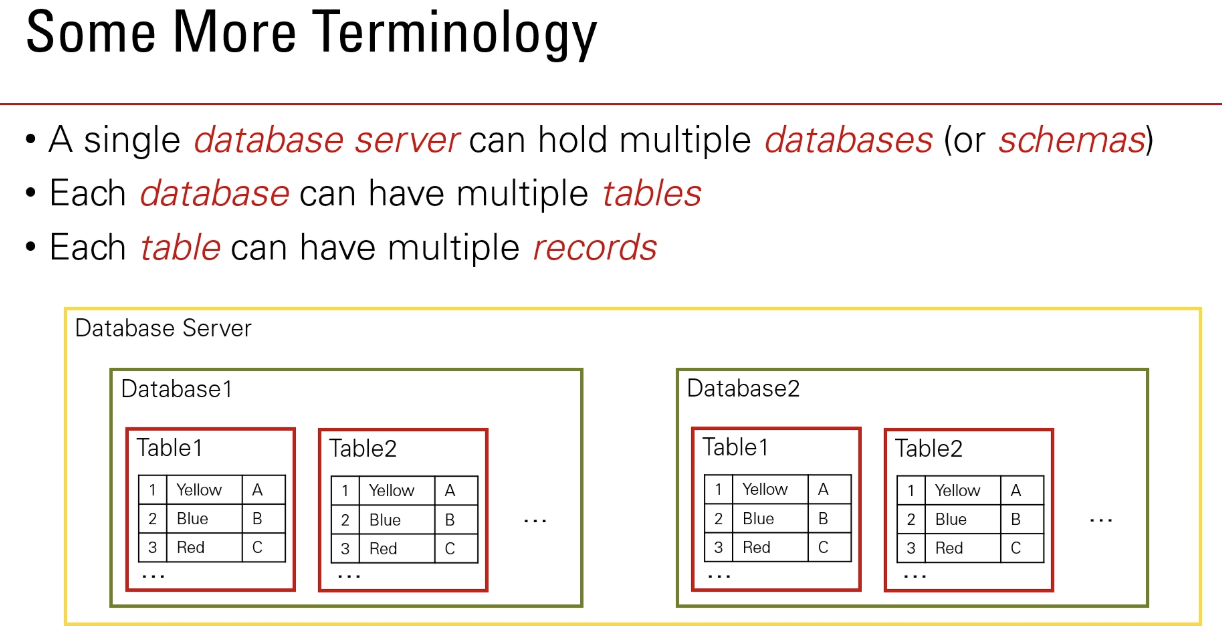 Some More Terminology
• A single database server can hold multiple databases (or schemas)
• Each database can have multiple tables
• Each table can have multiple records
Database Server
Database1
Table1
1 Yellow A
2 Blue B
3 Red C
...
Table2
1 Yellow A
2 Blue B
3 Red C
...
...
Database2
Table1
1 Yellow A
2 Blue B
3 Red C
...
Table2
1 Yellow A
2 Blue B
3 Red C
...
...